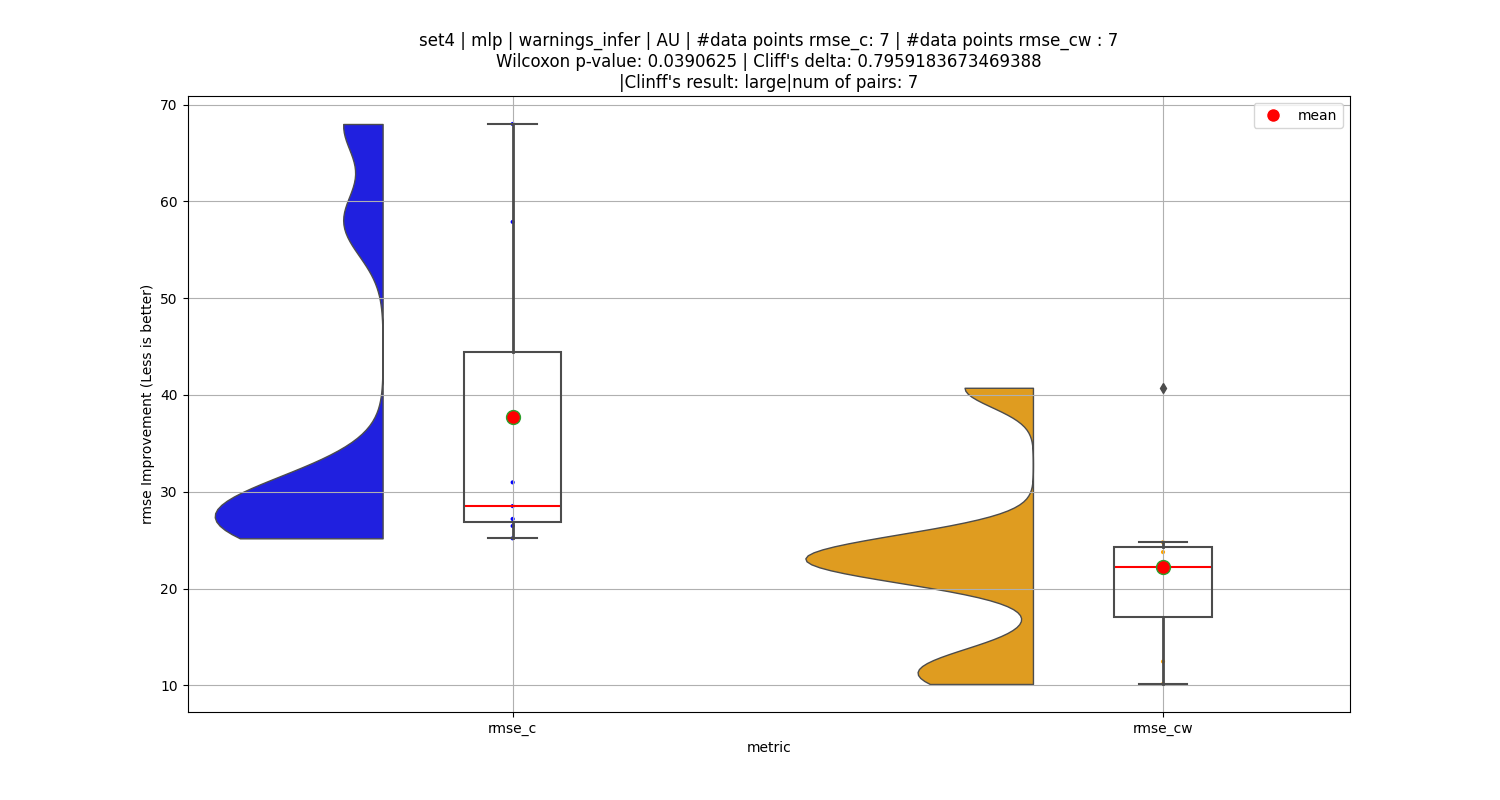 set4 | mlp | warnings_infer | AU | #data points rmse_c: 7 | #data points rmse_cw : 7
Wilcoxon p-value: 0.0390625 | Cliff's delta: 0.7959183673469388
|Clinff's result: large|num of pairs: 7
mean
70
60
50
40
30
20
10
rmse Improvement (Less is better)
rmse_c
rmse_cw
metric